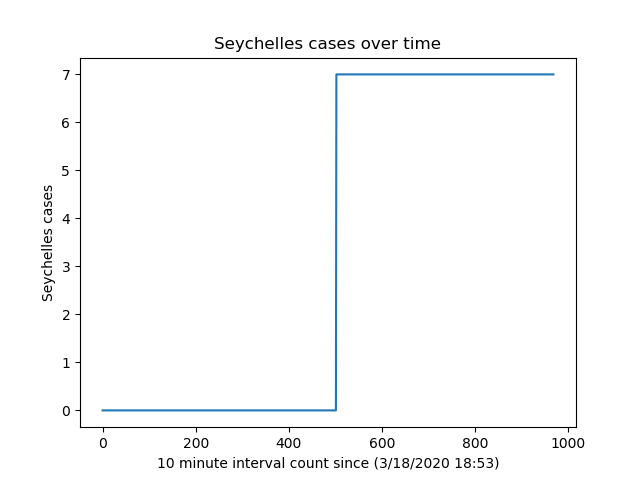 Seychelles cases over time
Seychelles cases
7
6
5
4
3
2
1
0
0 200 400 600 800 1000
10 minute interval count since (3/18/2020 18:53)